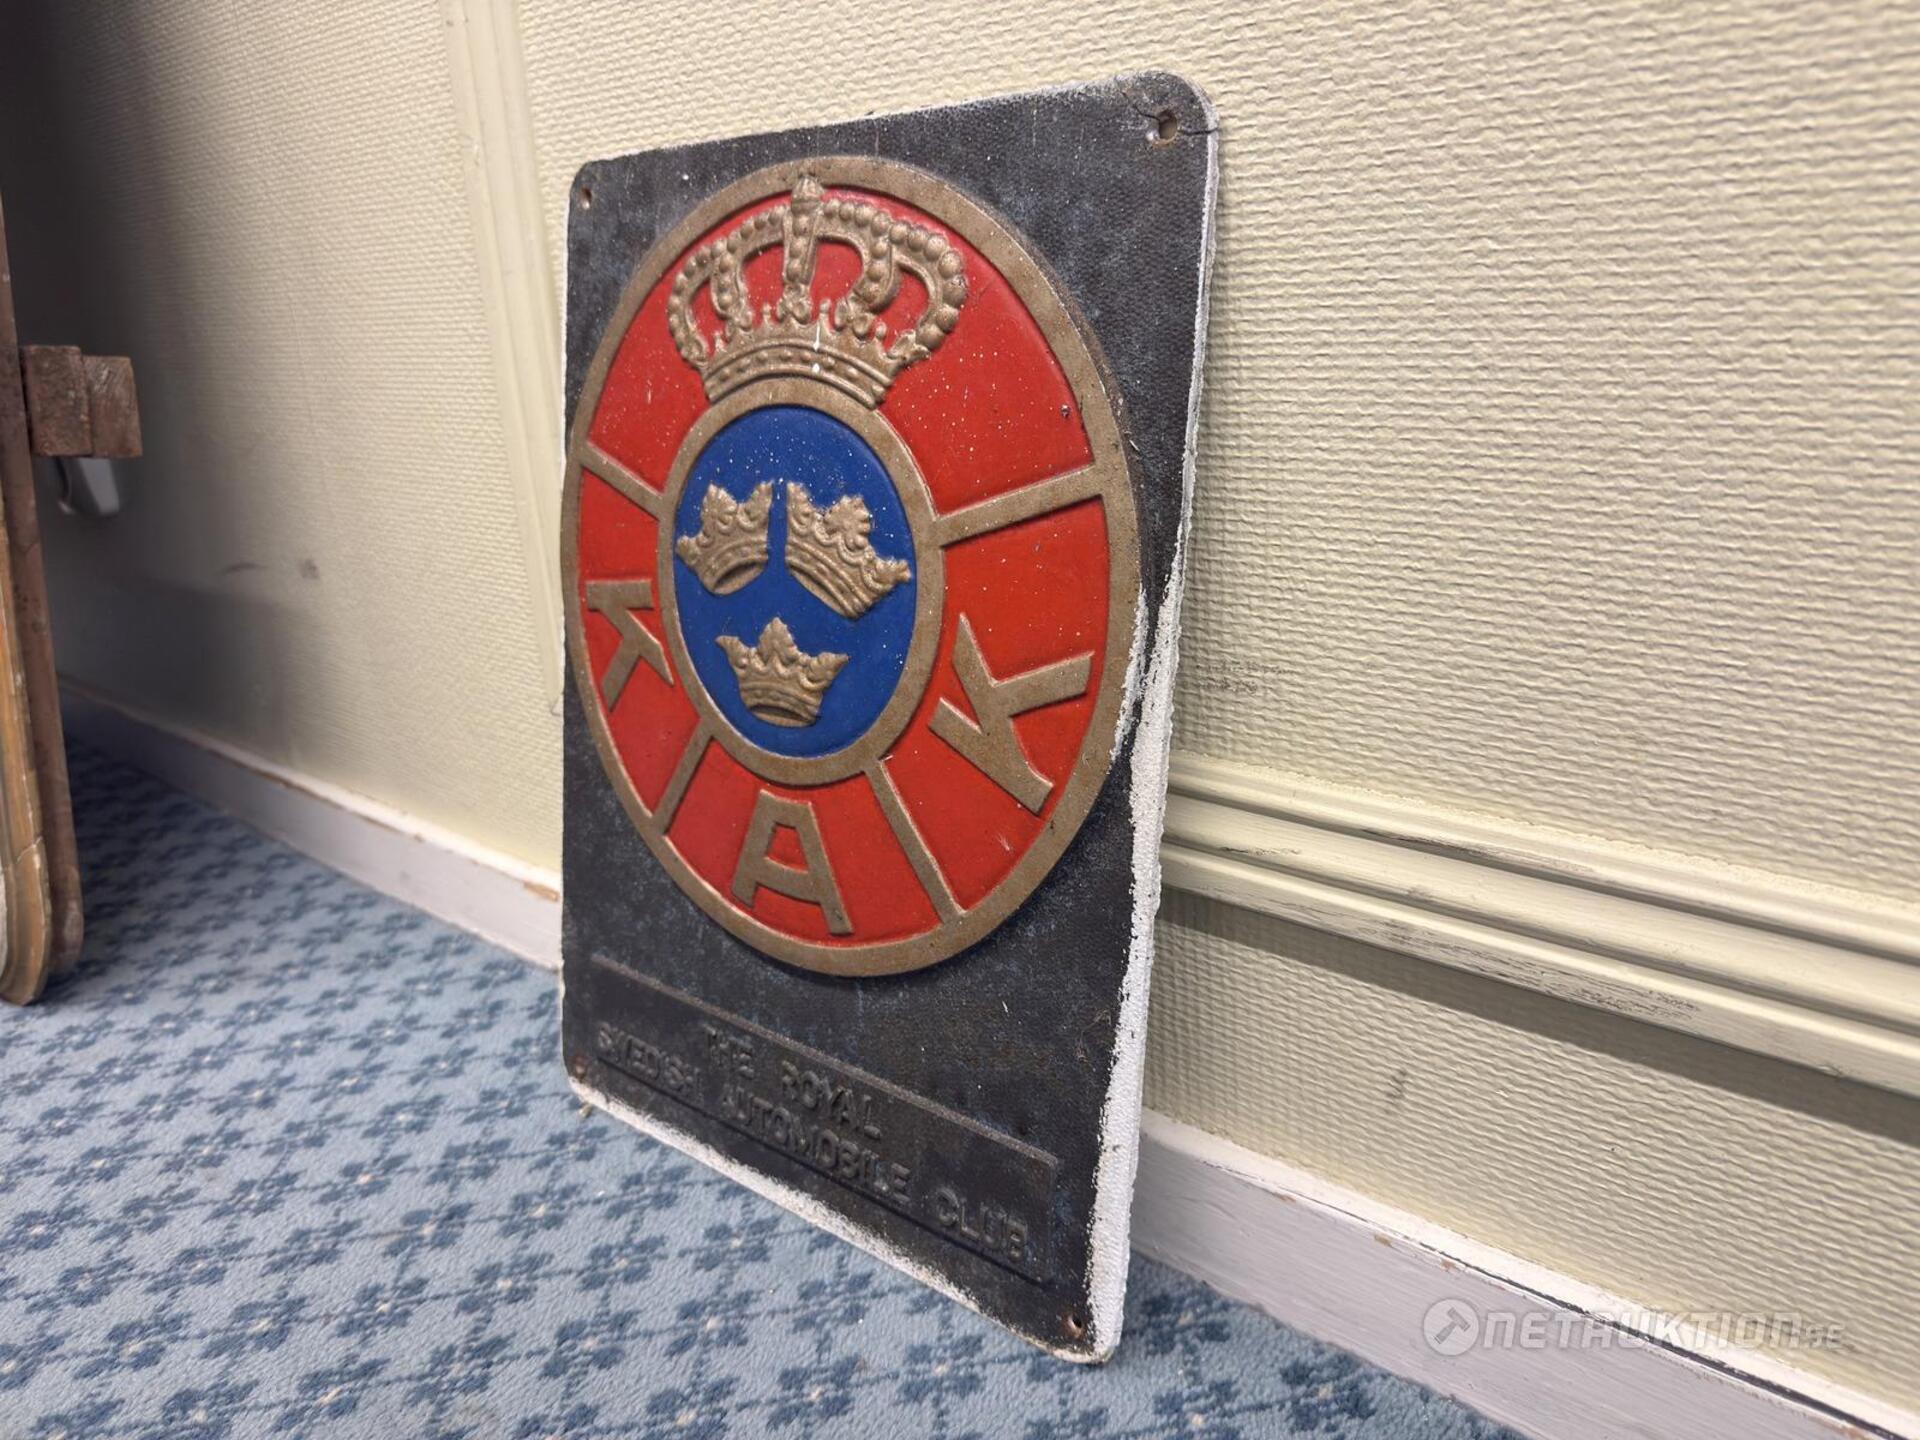 K A K
THE ROYAL
SWEDISH AUTOMOBILE CLUB
NETAUKTION.SE